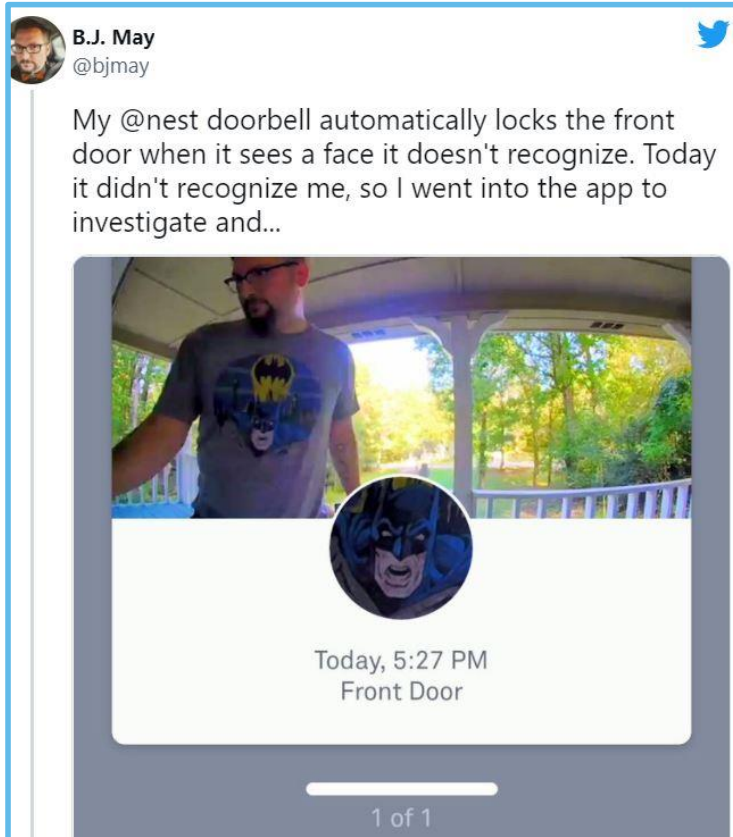 B.J. May
@bjmay
My @nest doorbell automatically locks the front
door when it sees a face it doesn't recognize. Today
it didn't recognize me, so I went into the app to
investigate and...
Today, 5:27 PM
Front Door
1 of 1